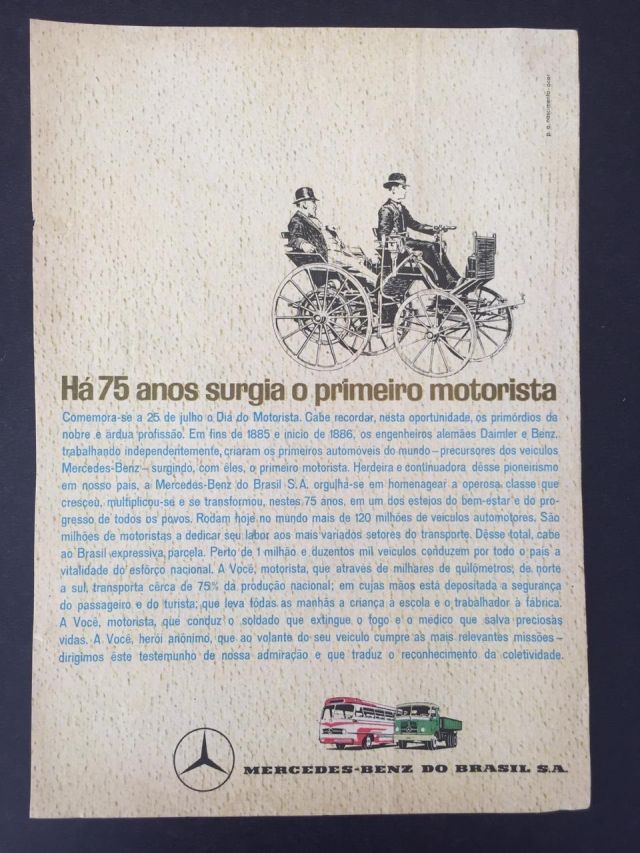 p. a. nascimento-acar
Há 75 anos surgia o primeiro motorista
Comemora-se a 25 de julho o Dia do Motorista. Cabe recordar, nesta oportunidade, os primórdios da
nobre e árdua profissão. Em fins de 1885 e início de 1886, os engenheiros alemães Daimler e Benz,
trabalhando independentemente, criaram os primeiros automóveis do mundo – precursores dos veículos
Mercedes-Benz – surgindo, com êles, o primeiro motorista. Herdeira e continuadora dêsse pioneirismo
em nosso país, a Mercedes-Benz do Brasil S.A. orgulha-se em homenagear a operosa classe que
cresceu, multiplicou-se e se transformou, nestes 75 anos, em um dos esteios do bem-estar e do pro-
gresso de todos os povos. Rodam hoje no mundo mais de 120 milhões de veículos automotores. São
milhões de motoristas a dedicar seu labor aos mais variados setores do transporte. Dêsse total, cabe
ao Brasil expressiva parcela. Perto de 1 milhão e duzentos mil veículos conduzem por todo o país a
vitalidade do esfôrço nacional. A Você, motorista, que através de milhares de quilômetros, de norte
a sul, transporta cêrca de 75% da produção nacional; em cujas mãos está depositada a segurança
do passageiro e do turista; que leva tôdas as manhãs a criança à escola e o trabalhador à fábrica.
A Você, motorista, que conduz o soldado que extingue o fogo e o médico que salva preciosas
vidas. A Você, herói anônimo, que ao volante do seu veículo cumpre as mais relevantes missões –
dirigimos êste testemunho de nossa admiração e que traduz o reconhecimento da coletividade.
MERCEDES-BENZ DO BRASIL S.A.